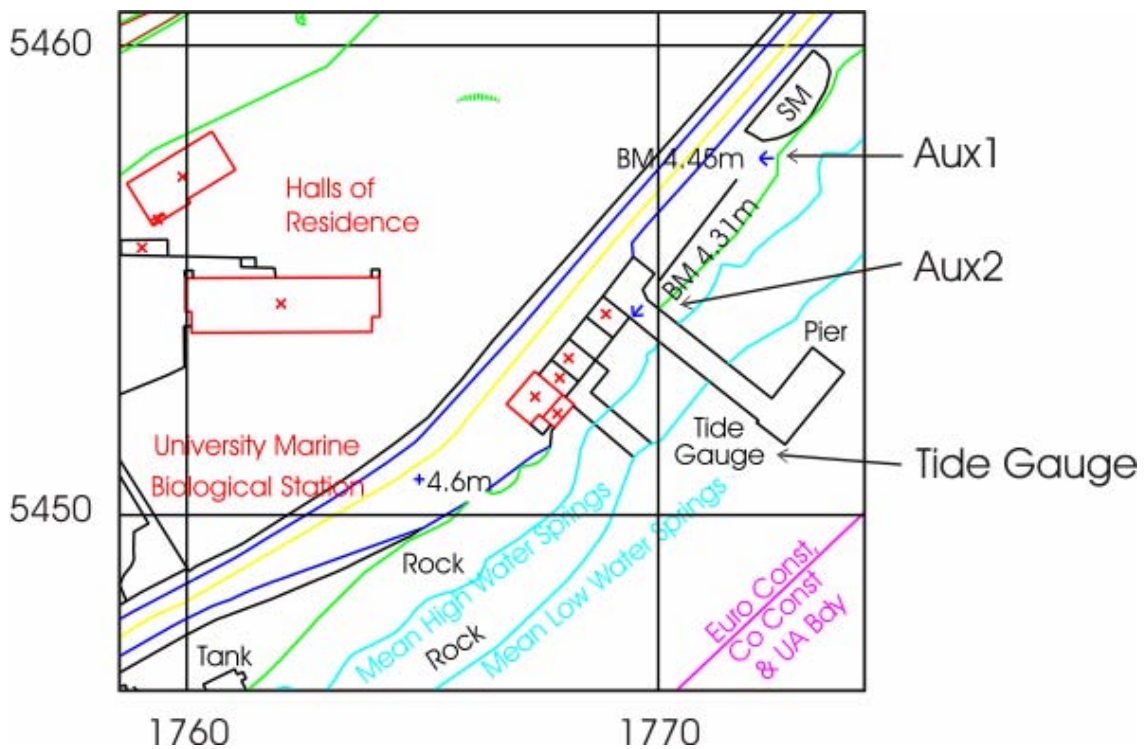 5460
SM
BM 4.45m
Aux1
Halls of
Residence
BM 4.31m
Aux2
Pier
University Marine
Biological Station
Tide
Gauge
Tide Gauge
4.6m
5450
Rock
Mean High Water Springs
Rock
Mean Low Water Springs
Euro Const,
Co Const
& UA Bdy
Tank
1760
1770